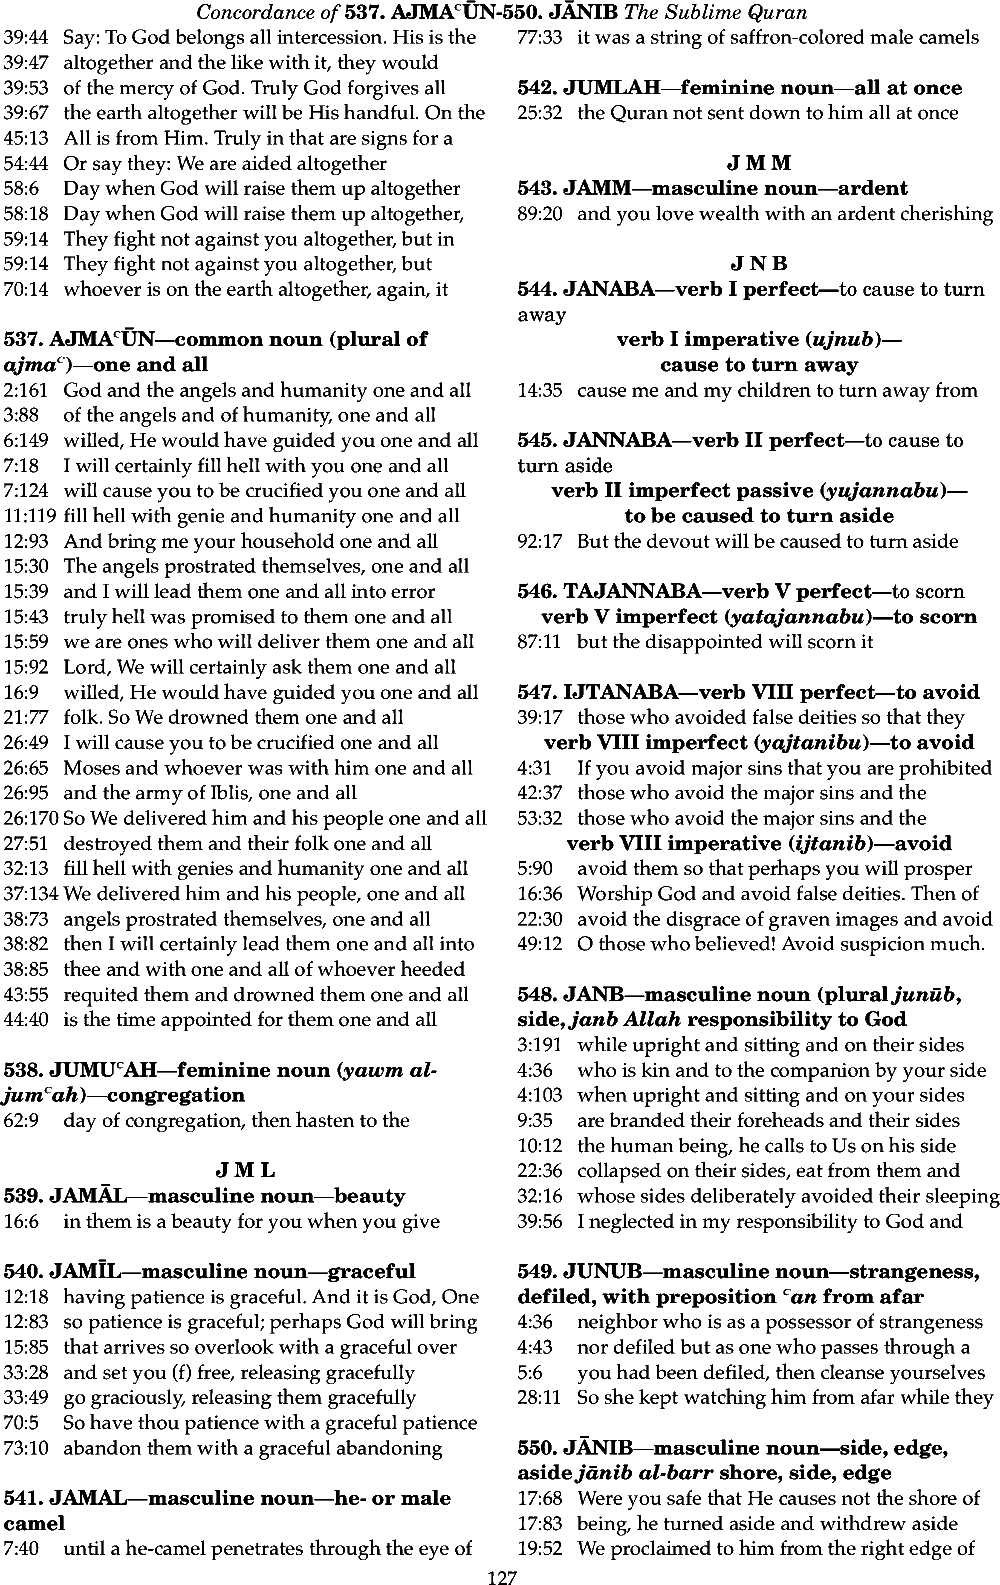 Concordance of 537. AJMAᶜŪN-550. JĀNIB The Sublime Quran
39:44 Say: To God belongs all intercession. His is the
39:47 altogether and the like with it, they would
39:53 of the mercy of God. Truly God forgives all
39:67 the earth altogether will be His handful. On the
45:13 All is from Him. Truly in that are signs for a
54:44 Or say they: We are aided altogether
58:6 Day when God will raise them up altogether
58:18 Day when God will raise them up altogether,
59:14 They fight not against you altogether, but in
59:14 They fight not against you altogether, but
70:14 whoever is on the earth altogether, again, it
537. AJMAᶜŪN—common noun (plural of
ajmaᶜ)—one and all
2:161 God and the angels and humanity one and all
3:88 of the angels and of humanity, one and all
6:149 willed, He would have guided you one and all
7:18 I will certainly fill hell with you one and all
7:124 will cause you to be crucified you one and all
11:119 fill hell with genie and humanity one and all
12:93 And bring me your household one and all
15:30 The angels prostrated themselves, one and all
15:39 and I will lead them one and all into error
15:43 truly hell was promised to them one and all
15:59 we are ones who will deliver them one and all
15:92 Lord, We will certainly ask them one and all
16:9 willed, He would have guided you one and all
21:77 folk. So We drowned them one and all
26:49 I will cause you to be crucified one and all
26:65 Moses and whoever was with him one and all
26:95 and the army of Iblis, one and all
26:170 So We delivered him and his people one and all
27:51 destroyed them and their folk one and all
32:13 fill hell with genies and humanity one and all
37:134 We delivered him and his people, one and all
38:73 angels prostrated themselves, one and all
38:82 then I will certainly lead them one and all into
38:85 thee and with one and all of whoever heeded
43:55 requited them and drowned them one and all
44:40 is the time appointed for them one and all
538. JUMUᶜAH—feminine noun (yawm al-
jumᶜah)—congregation
62:9 day of congregation, then hasten to the
J M L
539. JAMĀL—masculine noun—beauty
16:6 in them is a beauty for you when you give
540. JAMĪL—masculine noun—graceful
12:18 having patience is graceful. And it is God, One
12:83 so patience is graceful; perhaps God will bring
15:85 that arrives so overlook with a graceful over
33:28 and set you (f) free, releasing gracefully
33:49 go graciously, releasing them gracefully
70:5 So have thou patience with a graceful patience
73:10 abandon them with a graceful abandoning
541. JAMAL—masculine noun—he- or male
camel
7:40 until a he-camel penetrates through the eye of
77:33 it was a string of saffron-colored male camels
542. JUMLAH—feminine noun—all at once
25:32 the Quran not sent down to him all at once
J M M
543. JAMM—masculine noun—ardent
89:20 and you love wealth with an ardent cherishing
J N B
544. JANABA—verb I perfect—to cause to turn
away
verb I imperative (ujnub)—
cause to turn away
14:35 cause me and my children to turn away from
545. JANNABA—verb II perfect—to cause to
turn aside
verb II imperfect passive (yujannabu)—
to be caused to turn aside
92:17 But the devout will be caused to turn aside
546. TAJANNABA—verb V perfect—to scorn
verb V imperfect (yatajannabu)—to scorn
87:11 but the disappointed will scorn it
547. IJTANABA—verb VIII perfect—to avoid
39:17 those who avoided false deities so that they
verb VIII imperfect (yajtanibu)—to avoid
4:31 If you avoid major sins that you are prohibited
42:37 those who avoid the major sins and the
53:32 those who avoid the major sins and the
verb VIII imperative (ijtanib)—avoid
5:90 avoid them so that perhaps you will prosper
16:36 Worship God and avoid false deities. Then of
22:30 avoid the disgrace of graven images and avoid
49:12 O those who believed! Avoid suspicion much.
548. JANB—masculine noun (plural junūb,
side, janb Allah responsibility to God
3:191 while upright and sitting and on their sides
4:36 who is kin and to the companion by your side
4:103 when upright and sitting and on your sides
9:35 are branded their foreheads and their sides
10:12 the human being, he calls to Us on his side
22:36 collapsed on their sides, eat from them and
32:16 whose sides deliberately avoided their sleeping
39:56 I neglected in my responsibility to God and
549. JUNUB—masculine noun—strangeness,
defiled, with preposition ᶜan from afar
4:36 neighbor who is as a possessor of strangeness
4:43 nor defiled but as one who passes through a
5:6 you had been defiled, then cleanse yourselves
28:11 So she kept watching him from afar while they
550. JĀNIB—masculine noun—side, edge,
aside jānib al-barr shore, side, edge
17:68 Were you safe that He causes not the shore of
17:83 being, he turned aside and withdrew aside
19:52 We proclaimed to him from the right edge of
127